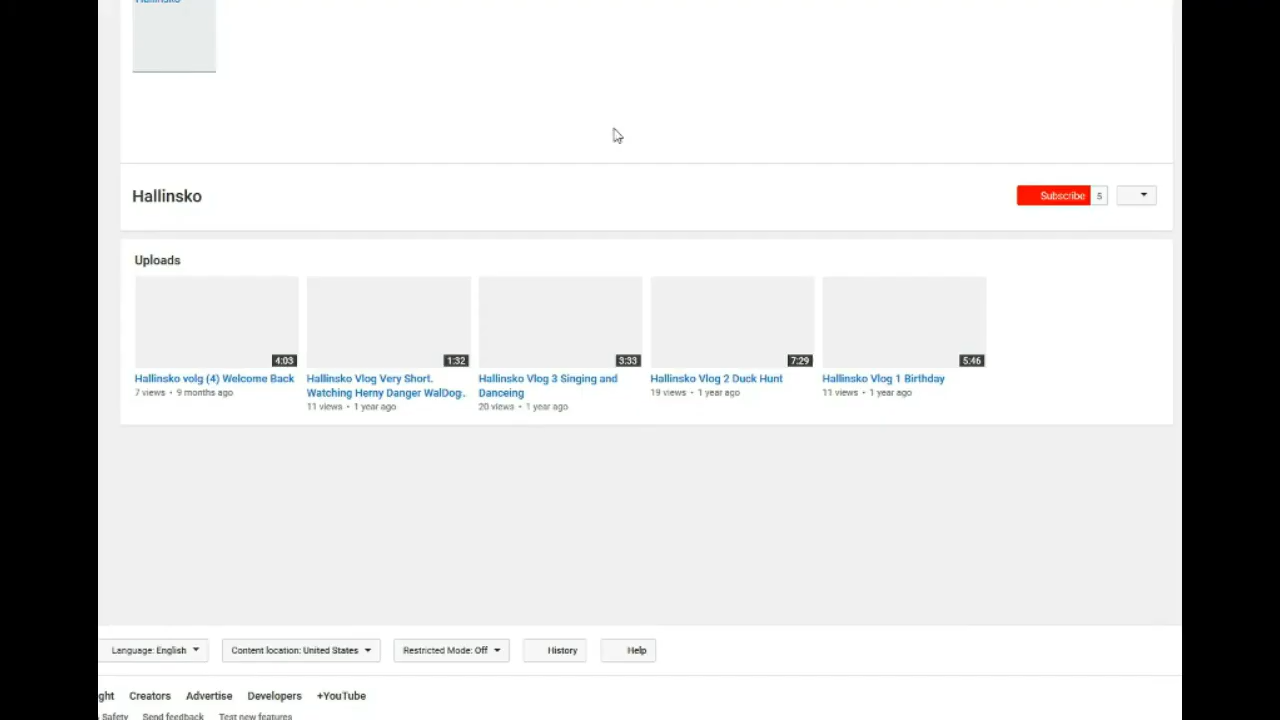 Hallinsko
Hallinsko
Subscribe 5
Uploads
4:03 1:32 3:33 7:29 5:46
Hallinsko volg (4) Welcome Back
7 views • 9 months ago
Hallinsko Vlog Very Short.
Watching Herny Danger WalDog.
11 views • 1 year ago
Hallinsko Vlog 3 Singing and
Danceing
20 views • 1 year ago
Hallinsko Vlog 2 Duck Hunt
19 views • 1 year ago
Hallinsko Vlog 1 Birthday
11 views • 1 year ago
Language: English Content location: United States Restricted Mode: Off History Help
ght Creators Advertise Developers +YouTube
Safety Send feedback Test new features